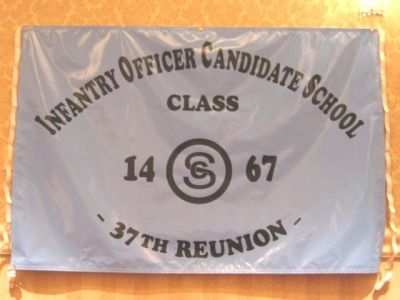 INFANTRY OFFICER CANDIDATE SCHOOL
CLASS
14 OCS 67
- 37TH REUNION -